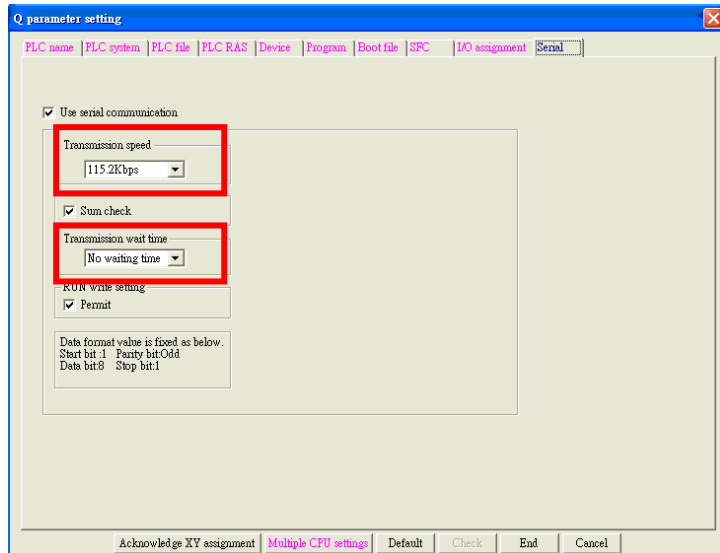 Q parameter setting
PLC name PLC system PLC file PLC RAS Device Program Boot file SFC I/O assignment Serial
Use serial communication
Transmission speed
115.2Kbps
Sum check
Transmission wait time
No waiting time
RUN write setting
Permit
Data format value is fixed as below.
Start bit :1 Parity bit:Odd
Data bit:8 Stop bit:1
Acknowledge XY assignment Multiple CPU settings Default Check End Cancel